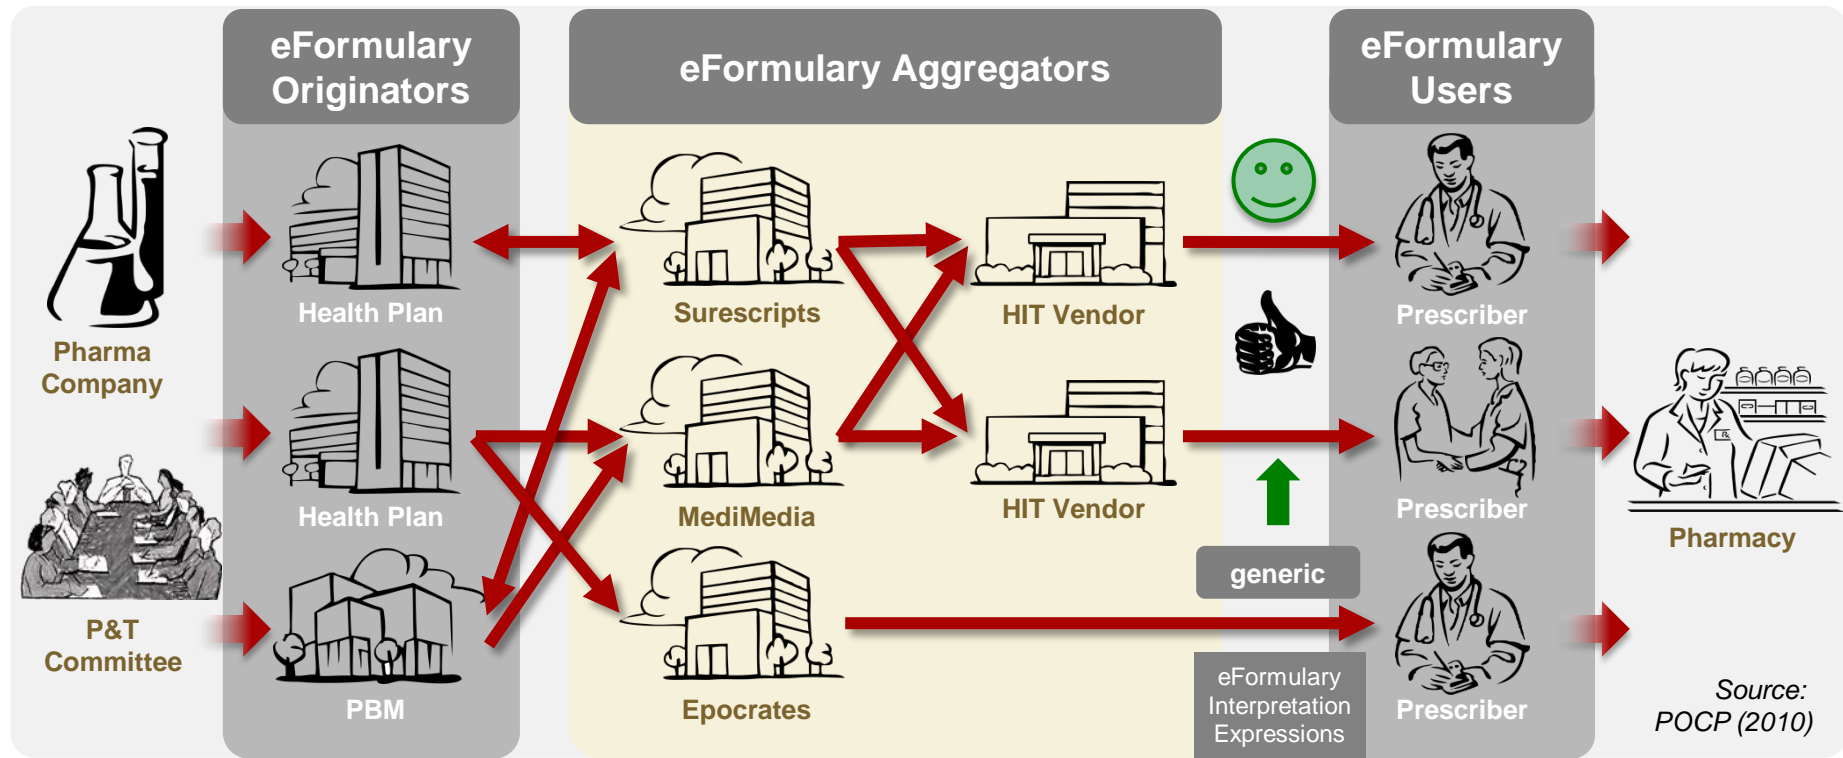 eFormulary
Originators
eFormulary Aggregators
eFormulary
Users
Pharma
Company
P&T
Committee
Health Plan
Health Plan
PBM
Surescripts
MediMedia
Epocrates
HIT Vendor
HIT Vendor
generic
eFormulary
Interpretation
Expressions
Prescriber
Prescriber
Prescriber
Pharmacy
Source:
POCP (2010)